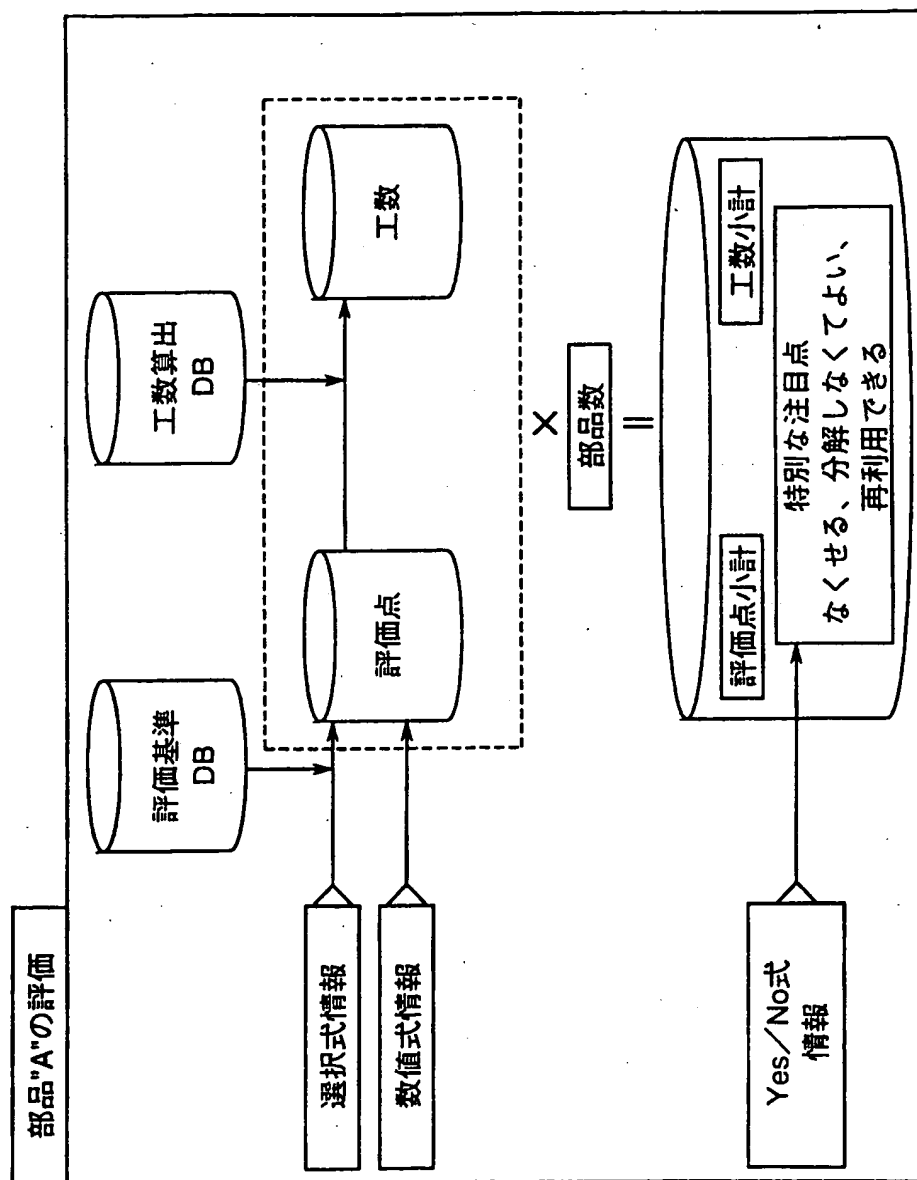 部品"A"の評価
評価基準
DB
工数算出
DB
選択式情報
数値式情報
評価点
工数
×
部品数
=
Yes/No式
情報
評価点小計
工数小計
特別な注目点
なくせる、分解しなくてよい、
再利用できる